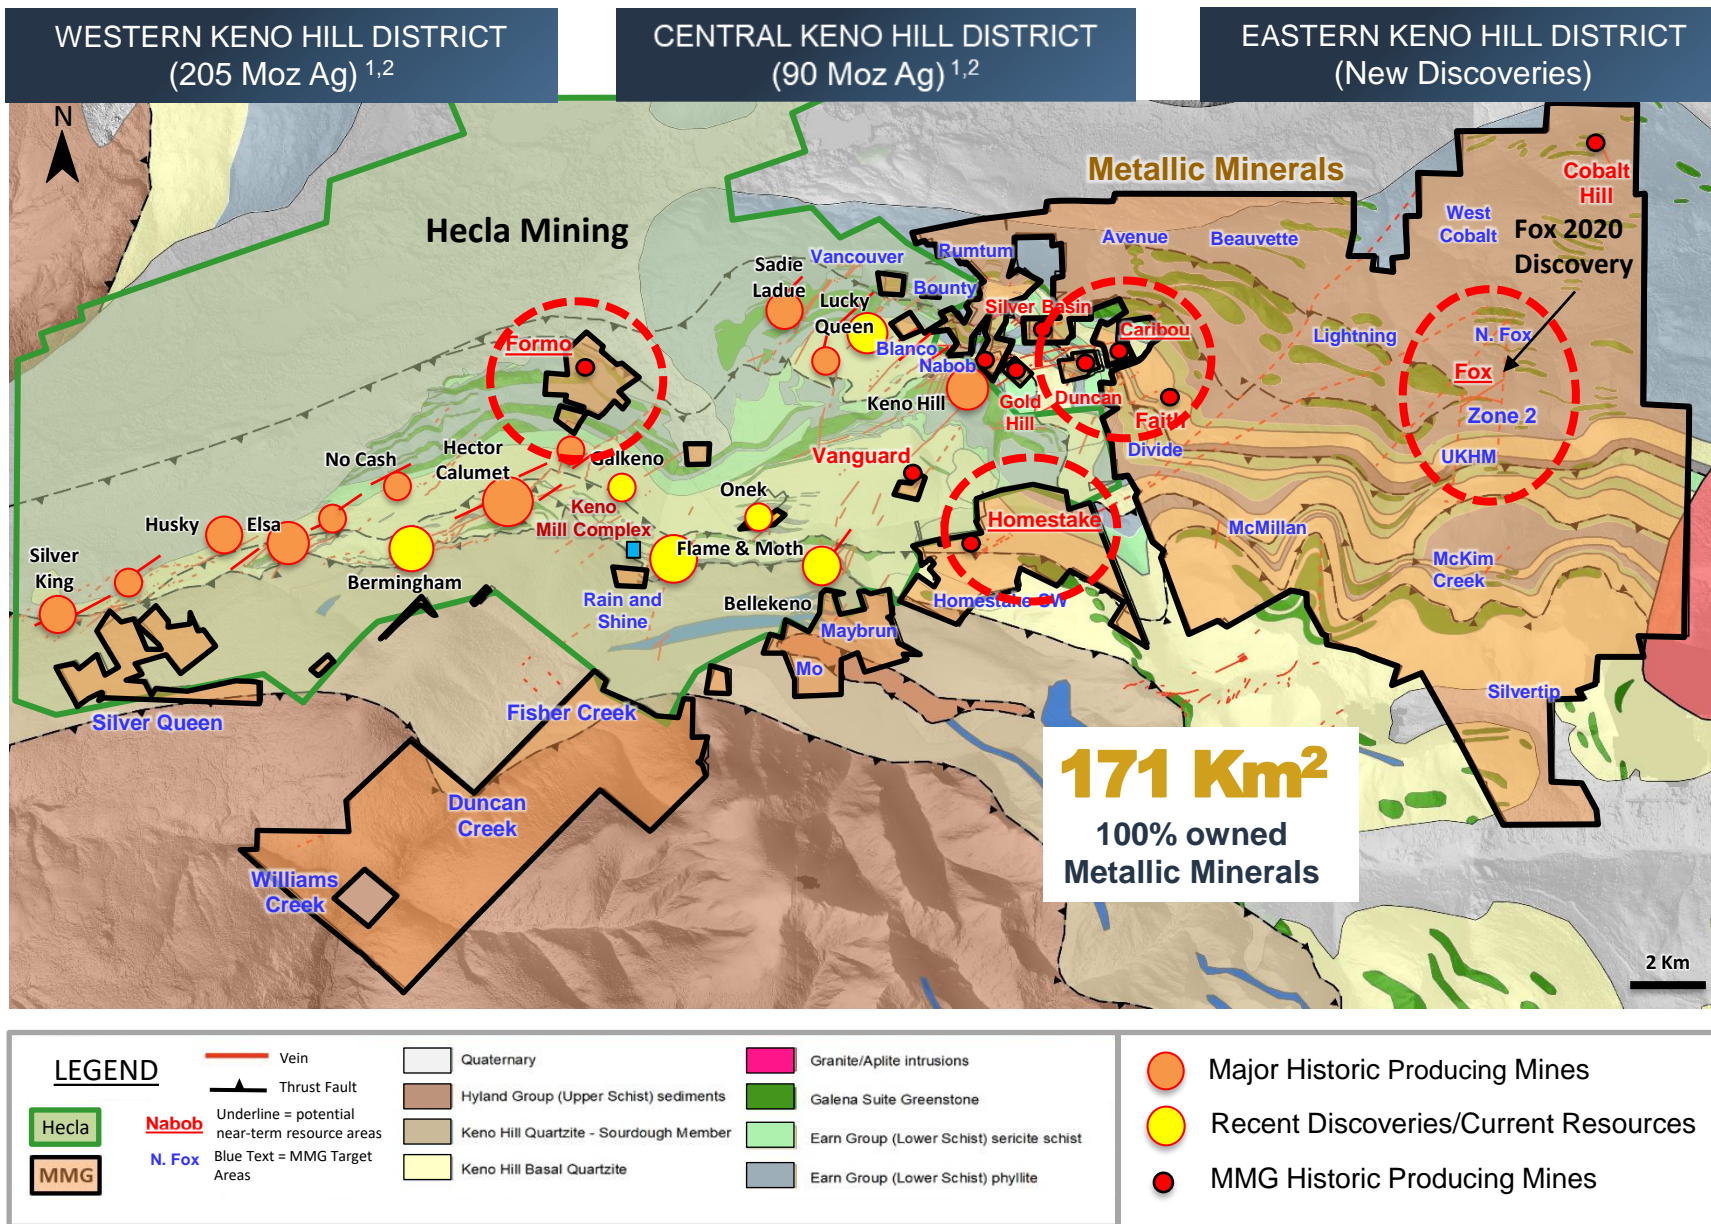 WESTERN KENO HILL DISTRICT
(205 Moz Ag) 1,2
CENTRAL KENO HILL DISTRICT
(90 Moz Ag) 1,2
EASTERN KENO HILL DISTRICT
(New Discoveries)
N
Hecla Mining
Metallic Minerals
Cobalt
Hill
West
Cobalt
Fox 2020
Discovery
Avenue
Beauvette
Rumtum
Vancouver
Sadie
Ladue
Bounty
Lucky
Queen
Silver Basin
Caribou
Lightning
N. Fox
Formo
Blanco
Nabob
Fox
Keno Hill
Gold
Hill
Duncan
Faith
Zone 2
Divide
UKHM
Hector
Calumet
No Cash
Galkeno
Vanguard
Onek
Keno
Mill Complex
Homestake
Husky
Elsa
McMillan
Silver
King
Bermingham
Flame & Moth
McKim
Creek
Rain and
Shine
Bellekeno
Homestake SW
Maybrun
Mo
Silver Queen
Fisher Creek
Silvertip
171 Km2
100% owned
Metallic Minerals
Duncan
Creek
Williams
Creek
2 Km
LEGEND
Vein
Thrust Fault
Hecla
MMG
Nabob
Underline = potential
near-term resource areas
N. Fox
Blue Text = MMG Target
Areas
Quaternary
Hyland Group (Upper Schist) sediments
Keno Hill Quartzite - Sourdough Member
Keno Hill Basal Quartzite
Granite/Aplite intrusions
Galena Suite Greenstone
Earn Group (Lower Schist) sericite schist
Earn Group (Lower Schist) phyllite
Major Historic Producing Mines
Recent Discoveries/Current Resources
MMG Historic Producing Mines